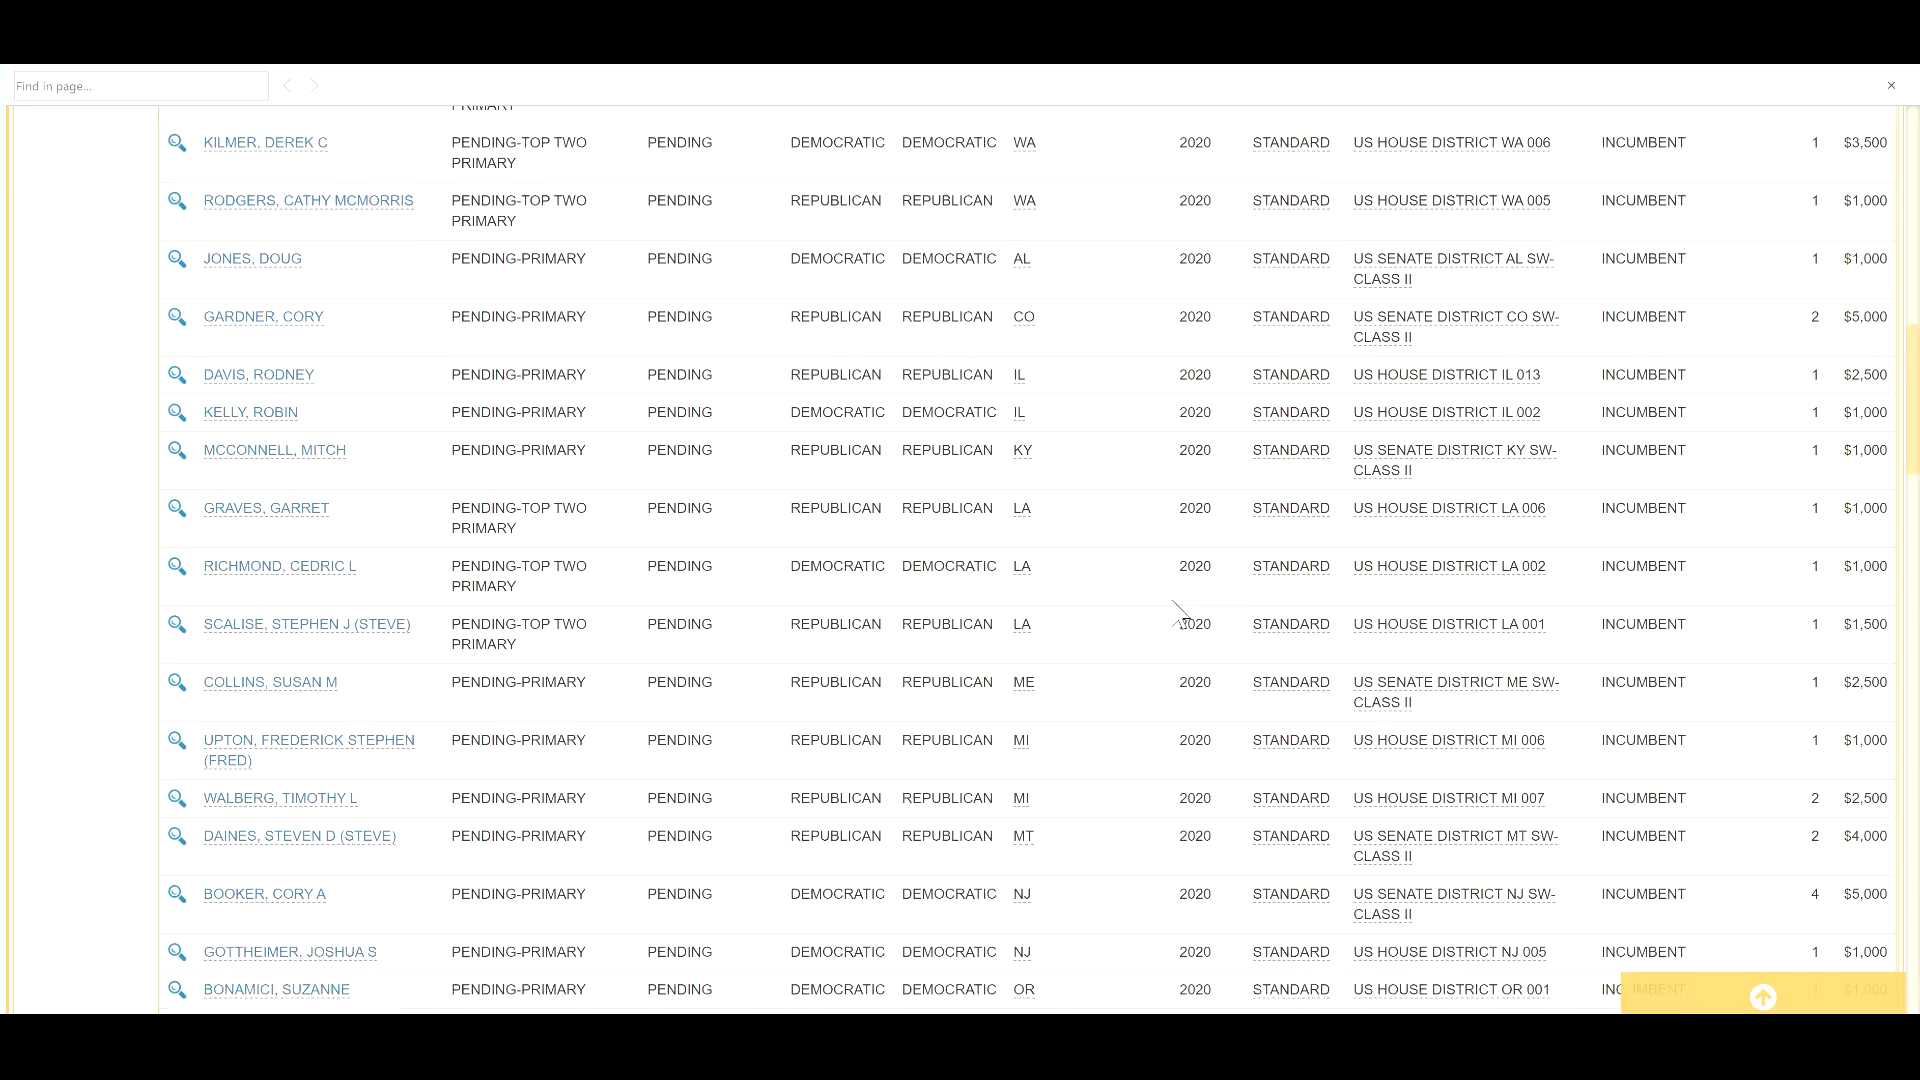 Find in page...
PRIMARY
KILMER, DEREK C PENDING-TOP TWO PENDING DEMOCRATIC DEMOCRATIC WA 2020 STANDARD US HOUSE DISTRICT WA 006 INCUMBENT 1 $3,500
PRIMARY
RODGERS, CATHY MCMORRIS PENDING-TOP TWO PENDING REPUBLICAN REPUBLICAN WA 2020 STANDARD US HOUSE DISTRICT WA 005 INCUMBENT 1 $1,000
PRIMARY
JONES, DOUG PENDING-PRIMARY PENDING DEMOCRATIC DEMOCRATIC AL 2020 STANDARD US SENATE DISTRICT AL SW- INCUMBENT 1 $1,000
CLASS II
GARDNER, CORY PENDING-PRIMARY PENDING REPUBLICAN REPUBLICAN CO 2020 STANDARD US SENATE DISTRICT CO SW- INCUMBENT 2 $5,000
CLASS II
DAVIS, RODNEY PENDING-PRIMARY PENDING REPUBLICAN REPUBLICAN IL 2020 STANDARD US HOUSE DISTRICT IL 013 INCUMBENT 1 $2,500
KELLY, ROBIN PENDING-PRIMARY PENDING DEMOCRATIC DEMOCRATIC IL 2020 STANDARD US HOUSE DISTRICT IL 002 INCUMBENT 1 $1,000
MCCONNELL, MITCH PENDING-PRIMARY PENDING REPUBLICAN REPUBLICAN KY 2020 STANDARD US SENATE DISTRICT KY SW- INCUMBENT 1 $1,000
CLASS II
GRAVES, GARRET PENDING-TOP TWO PENDING REPUBLICAN REPUBLICAN LA 2020 STANDARD US HOUSE DISTRICT LA 006 INCUMBENT 1 $1,000
PRIMARY
RICHMOND, CEDRIC L PENDING-TOP TWO PENDING DEMOCRATIC DEMOCRATIC LA 2020 STANDARD US HOUSE DISTRICT LA 002 INCUMBENT 1 $1,000
PRIMARY
SCALISE, STEPHEN J (STEVE) PENDING-TOP TWO PENDING REPUBLICAN REPUBLICAN LA 2020 STANDARD US HOUSE DISTRICT LA 001 INCUMBENT 1 $1,500
PRIMARY
COLLINS, SUSAN M PENDING-PRIMARY PENDING REPUBLICAN REPUBLICAN ME 2020 STANDARD US SENATE DISTRICT ME SW- INCUMBENT 1 $2,500
CLASS II
UPTON, FREDERICK STEPHEN PENDING-PRIMARY PENDING REPUBLICAN REPUBLICAN MI 2020 STANDARD US HOUSE DISTRICT MI 006 INCUMBENT 1 $1,000
(FRED)
WALBERG, TIMOTHY L PENDING-PRIMARY PENDING REPUBLICAN REPUBLICAN MI 2020 STANDARD US HOUSE DISTRICT MI 007 INCUMBENT 2 $2,500
DAINES, STEVEN D (STEVE) PENDING-PRIMARY PENDING REPUBLICAN REPUBLICAN MT 2020 STANDARD US SENATE DISTRICT MT SW- INCUMBENT 2 $4,000
CLASS II
BOOKER, CORY A PENDING-PRIMARY PENDING DEMOCRATIC DEMOCRATIC NJ 2020 STANDARD US SENATE DISTRICT NJ SW- INCUMBENT 4 $5,000
CLASS II
GOTTHEIMER, JOSHUA S PENDING-PRIMARY PENDING DEMOCRATIC DEMOCRATIC NJ 2020 STANDARD US HOUSE DISTRICT NJ 005 INCUMBENT 1 $1,000
BONAMICI, SUZANNE PENDING-PRIMARY PENDING DEMOCRATIC DEMOCRATIC OR 2020 STANDARD US HOUSE DISTRICT OR 001 INCUMBENT 1 $1,000